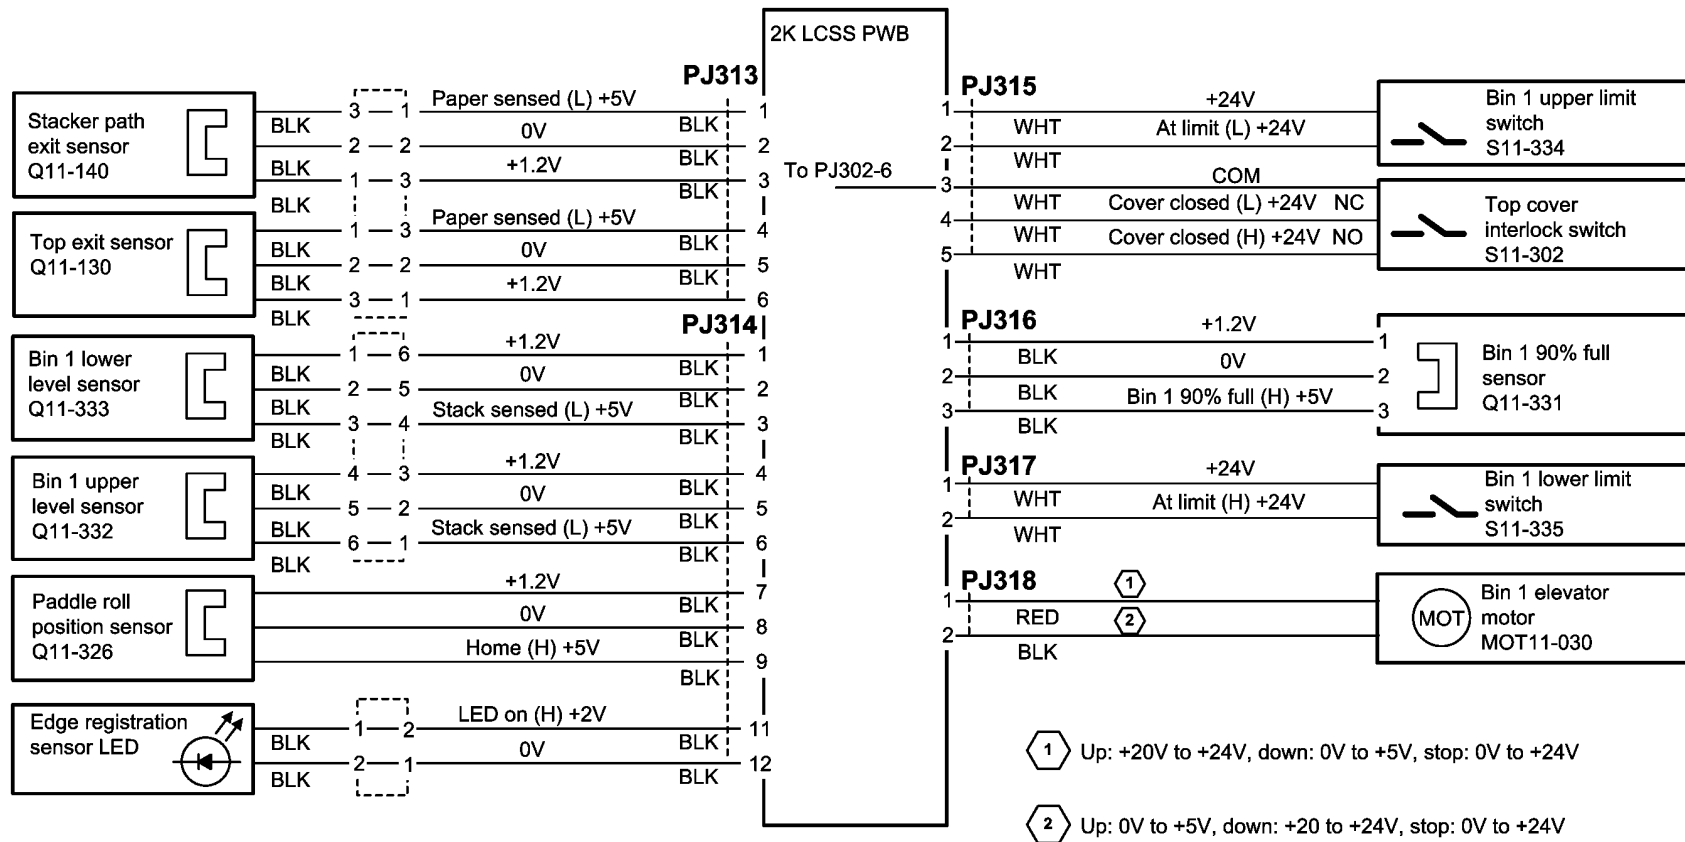 2K LCSS PWB
To PJ302-6
PJ313
Stacker path
exit sensor
Q11-140
BLK 3 1 Paper sensed (L) +5V BLK 1
BLK 2 2 0V BLK 2
BLK 1 3 +1.2V BLK 3
Top exit sensor
Q11-130
BLK 1 3 Paper sensed (L) +5V BLK 4
BLK 2 2 0V BLK 5
BLK 3 1 +1.2V BLK 6
PJ314
Bin 1 lower
level sensor
Q11-333
BLK 1 6 +1.2V BLK 1
BLK 2 5 0V BLK 2
BLK 3 4 Stack sensed (L) +5V BLK 3
Bin 1 upper
level sensor
Q11-332
BLK 4 3 +1.2V BLK 4
BLK 5 2 0V BLK 5
BLK 6 1 Stack sensed (L) +5V BLK 6
Paddle roll
position sensor
Q11-326
+1.2V BLK 7
0V BLK 8
Home (H) +5V BLK 9
Edge registration
sensor LED
BLK 1 2 LED on (H) +2V BLK 11
BLK 2 1 0V BLK 12
PJ315
1 WHT +24V
2 WHT At limit (L) +24V
Bin 1 upper limit
switch
S11-334
3 WHT COM
4 WHT Cover closed (L) +24V NC
5 WHT Cover closed (H) +24V NO
Top cover
interlock switch
S11-302
PJ316
1 BLK +1.2V 1
2 BLK 0V 2
3 BLK Bin 1 90% full (H) +5V 3
Bin 1 90% full
sensor
Q11-331
PJ317
1 WHT +24V
2 WHT At limit (H) +24V
Bin 1 lower limit
switch
S11-335
PJ318
1 RED 1
2 BLK 2
MOT
Bin 1 elevator
motor
MOT11-030
1 Up: +20V to +24V, down: 0V to +5V, stop: 0V to +24V
2 Up: 0V to +5V, down: +20 to +24V, stop: 0V to +24V